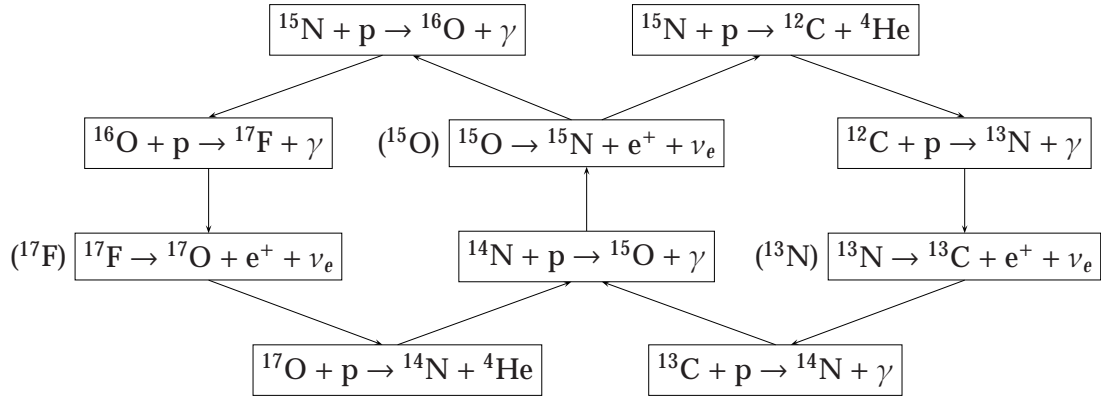 ¹⁵N + p → ¹⁶O + γ
¹⁵N + p → ¹²C + ⁴He
¹⁶O + p → ¹⁷F + γ
(¹⁵O) ¹⁵O → ¹⁵N + e⁺ + νₑ
¹²C + p → ¹³N + γ
(¹⁷F) ¹⁷F → ¹⁷O + e⁺ + νₑ
¹⁴N + p → ¹⁵O + γ
(¹³N) ¹³N → ¹³C + e⁺ + νₑ
¹⁷O + p → ¹⁴N + ⁴He
¹³C + p → ¹⁴N + γ